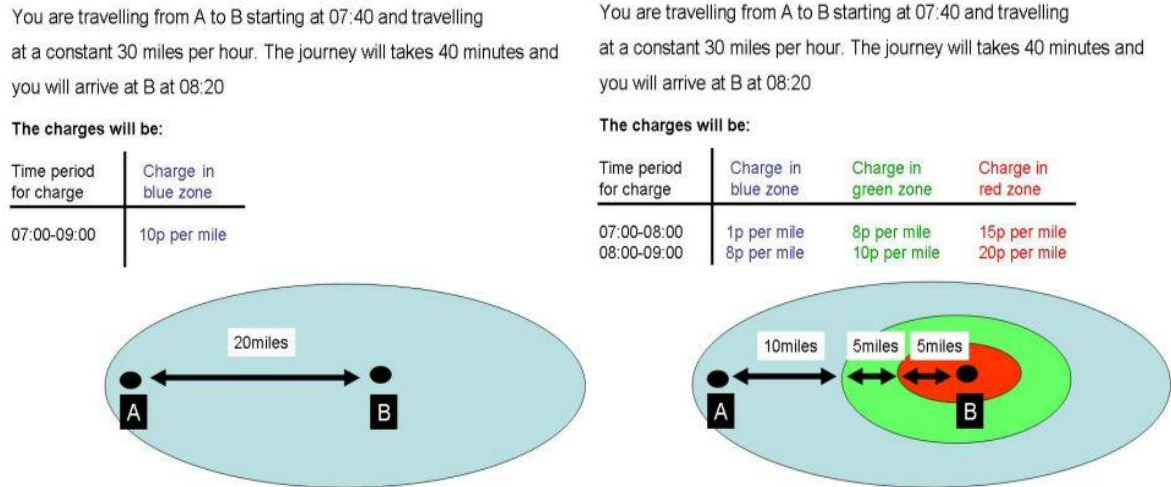 You are travelling from A to B starting at 07:40 and travelling
at a constant 30 miles per hour. The journey will takes 40 minutes and
you will arrive at B at 08:20
The charges will be:
Time period for charge
Charge in blue zone
07:00-09:00 10p per mile
20miles
A
B
You are travelling from A to B starting at 07:40 and travelling
at a constant 30 miles per hour. The journey will takes 40 minutes and
you will arrive at B at 08:20
The charges will be:
Time period Charge in Charge in Charge in
for charge blue zone green zone red zone
07:00-08:00 1p per mile 8p per mile 15p per mile
08:00-09:00 8p per mile 10p per mile 20p per mile
10miles 5miles 5miles
A
B